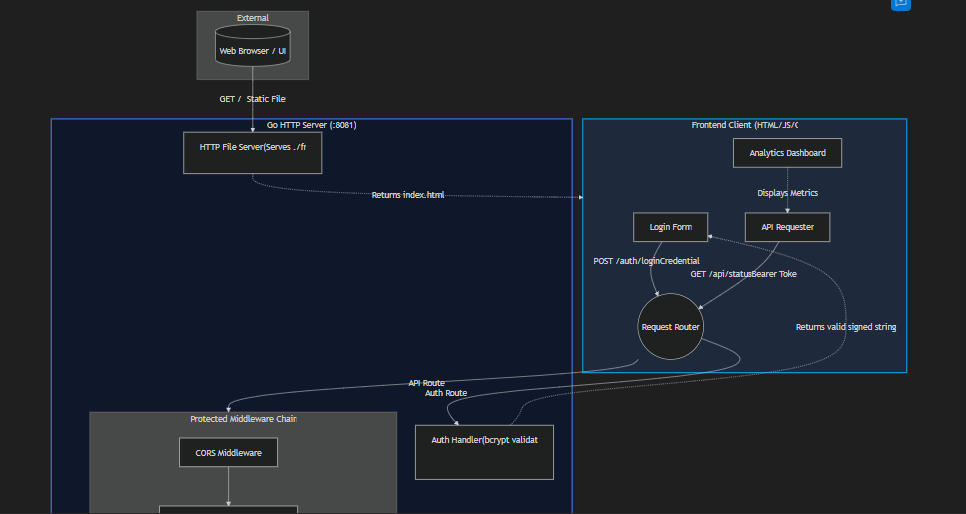 External
Web Browser / UI
GET / Static File
Go HTTP Server (:8081)
HTTP File Server(Serves ./fr
Returns index.html
Frontend Client (HTML/JS/C
Analytics Dashboard
Displays Metrics
Login Form
API Requester
POST /auth/loginCredential
GET /api/statusBearer Toke
Request Router
Returns valid signed string
API Route
Auth Route
Protected Middleware Chain
CORS Middleware
Auth Handler(bcrypt validat